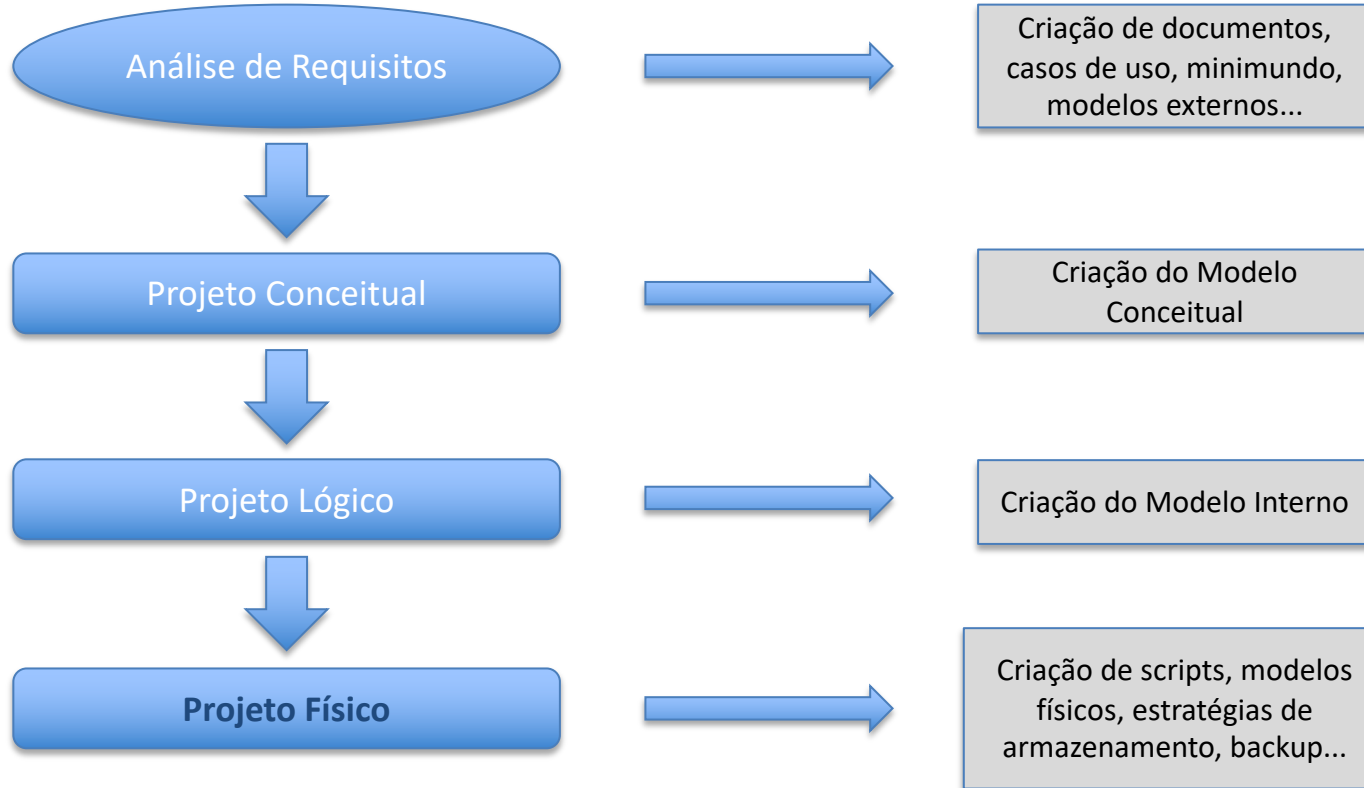 Análise de Requisitos
Criação de documentos,
casos de uso, minimundo,
modelos externos...
Projeto Conceitual
Criação do Modelo
Conceitual
Projeto Lógico
Criação do Modelo Interno
Projeto Físico
Criação de scripts, modelos
físicos, estratégias de
armazenamento, backup...